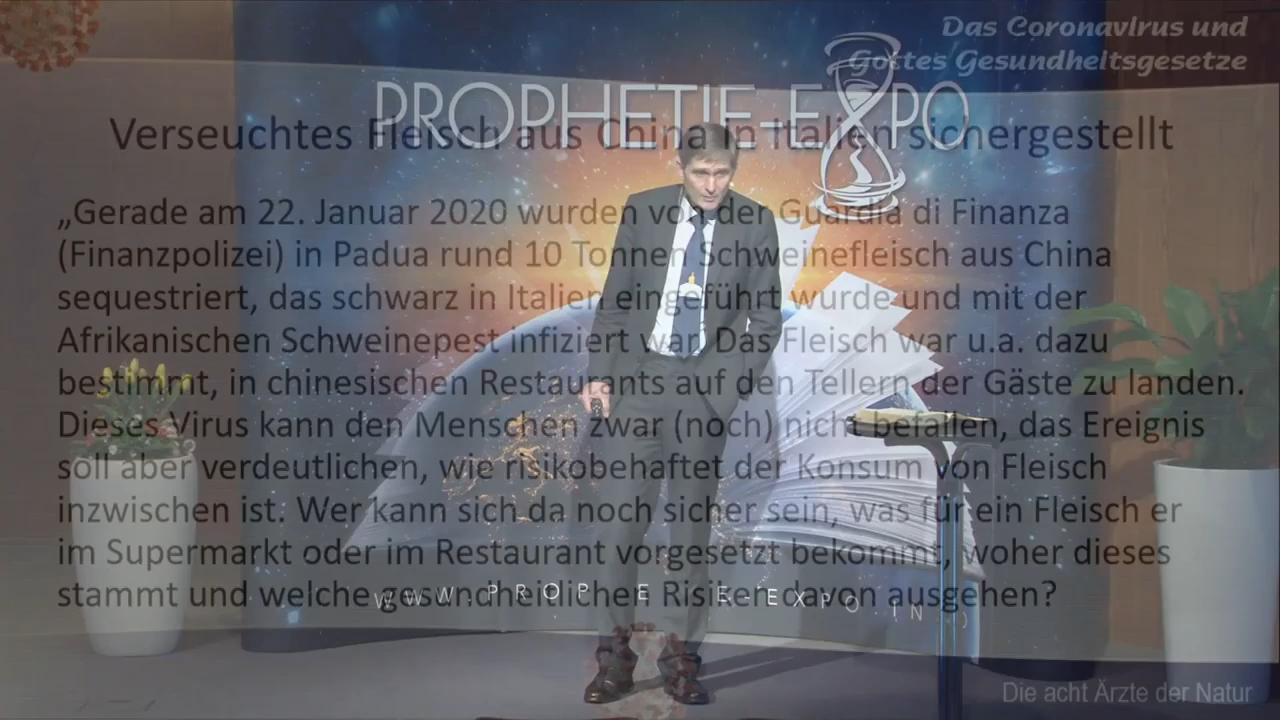 Das Coronavirus und
Gottes Gesundheitsgesetze
PROPHETIE-EXPO
Verseuchtes Fleisch aus China in Italien sichergestellt
„Gerade am 22. Januar 2020 wurden von der Guardia di Finanza
(Finanzpolizei) in Padua rund 10 Tonnen Schweinefleisch aus China
sequestriert, das schwarz in Italien eingeführt wurde und mit der
Afrikanischen Schweinepest infiziert war. Das Fleisch war u.a. dazu
bestimmt, in chinesischen Restaurants auf den Tellern der Gäste zu landen.
Dieses Virus kann den Menschen zwar (noch) nicht befallen, das Ereignis
soll aber verdeutlichen, wie risikobehaftet der Konsum von Fleisch
inzwischen ist. Wer kann sich da noch sicher sein, was für ein Fleisch er
im Supermarkt oder im Restaurant vorgesetzt bekommt, woher dieses
stammt und welche gesundheitlichen Risiken davon ausgehen?
Die acht Ärzte der Natur